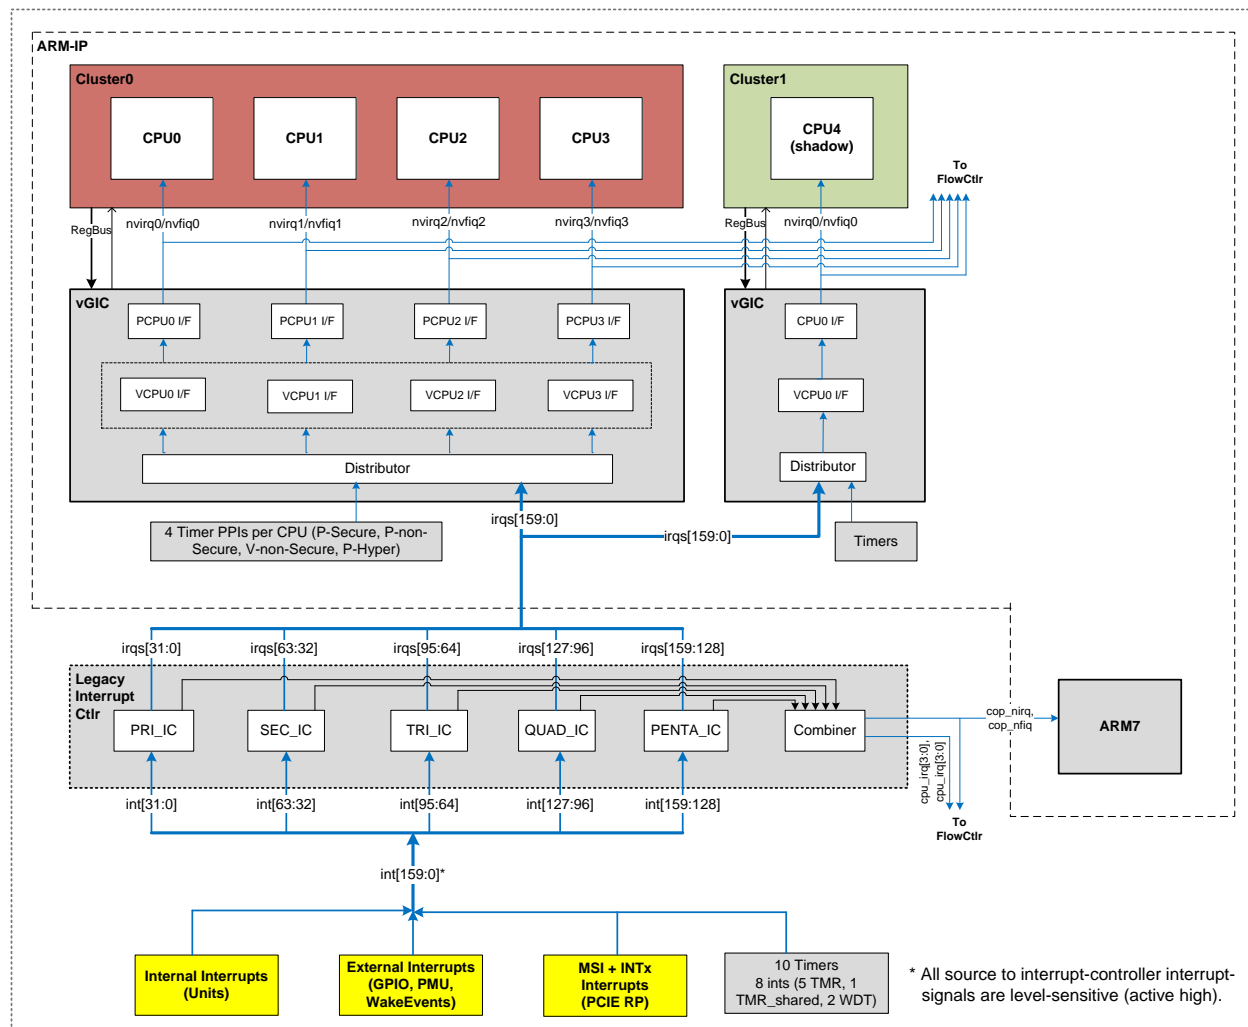 ARM-IP
Cluster0
CPU0
CPU1
CPU2
CPU3
Cluster1
CPU4
(shadow)
To
FlowCtlr
RegBus
nvirq0/nvfiq0
nvirq1/nvfiq1
nvirq2/nvfiq2
nvirq3/nvfiq3
RegBus
nvirq0/nvfiq0
vGIC
PCPU0 I/F
PCPU1 I/F
PCPU2 I/F
PCPU3 I/F
VCPU0 I/F
VCPU1 I/F
VCPU2 I/F
VCPU3 I/F
Distributor
vGIC
CPU0 I/F
VCPU0 I/F
Distributor
4 Timer PPIs per CPU (P-Secure, P-non-
Secure, V-non-Secure, P-Hyper)
irqs[159:0]
irqs[159:0]
Timers
irqs[31:0]
irqs[63:32]
irqs[95:64]
irqs[127:96]
irqs[159:128]
Legacy
Interrupt
Ctlr
PRI_IC
SEC_IC
TRI_IC
QUAD_IC
PENTA_IC
Combiner
cop_nirq,
cop_nfiq
ARM7
cpu_irq[3:0],
cpu_irq[3:0]
To
FlowCtlr
int[31:0]
int[63:32]
int[95:64]
int[127:96]
int[159:128]
int[159:0]*
Internal Interrupts
(Units)
External Interrupts
(GPIO, PMU,
WakeEvents)
MSI + INTx
Interrupts
(PCIE RP)
10 Timers
8 ints (5 TMR, 1
TMR_shared, 2 WDT)
* All source to interrupt-controller interrupt-
signals are level-sensitive (active high).